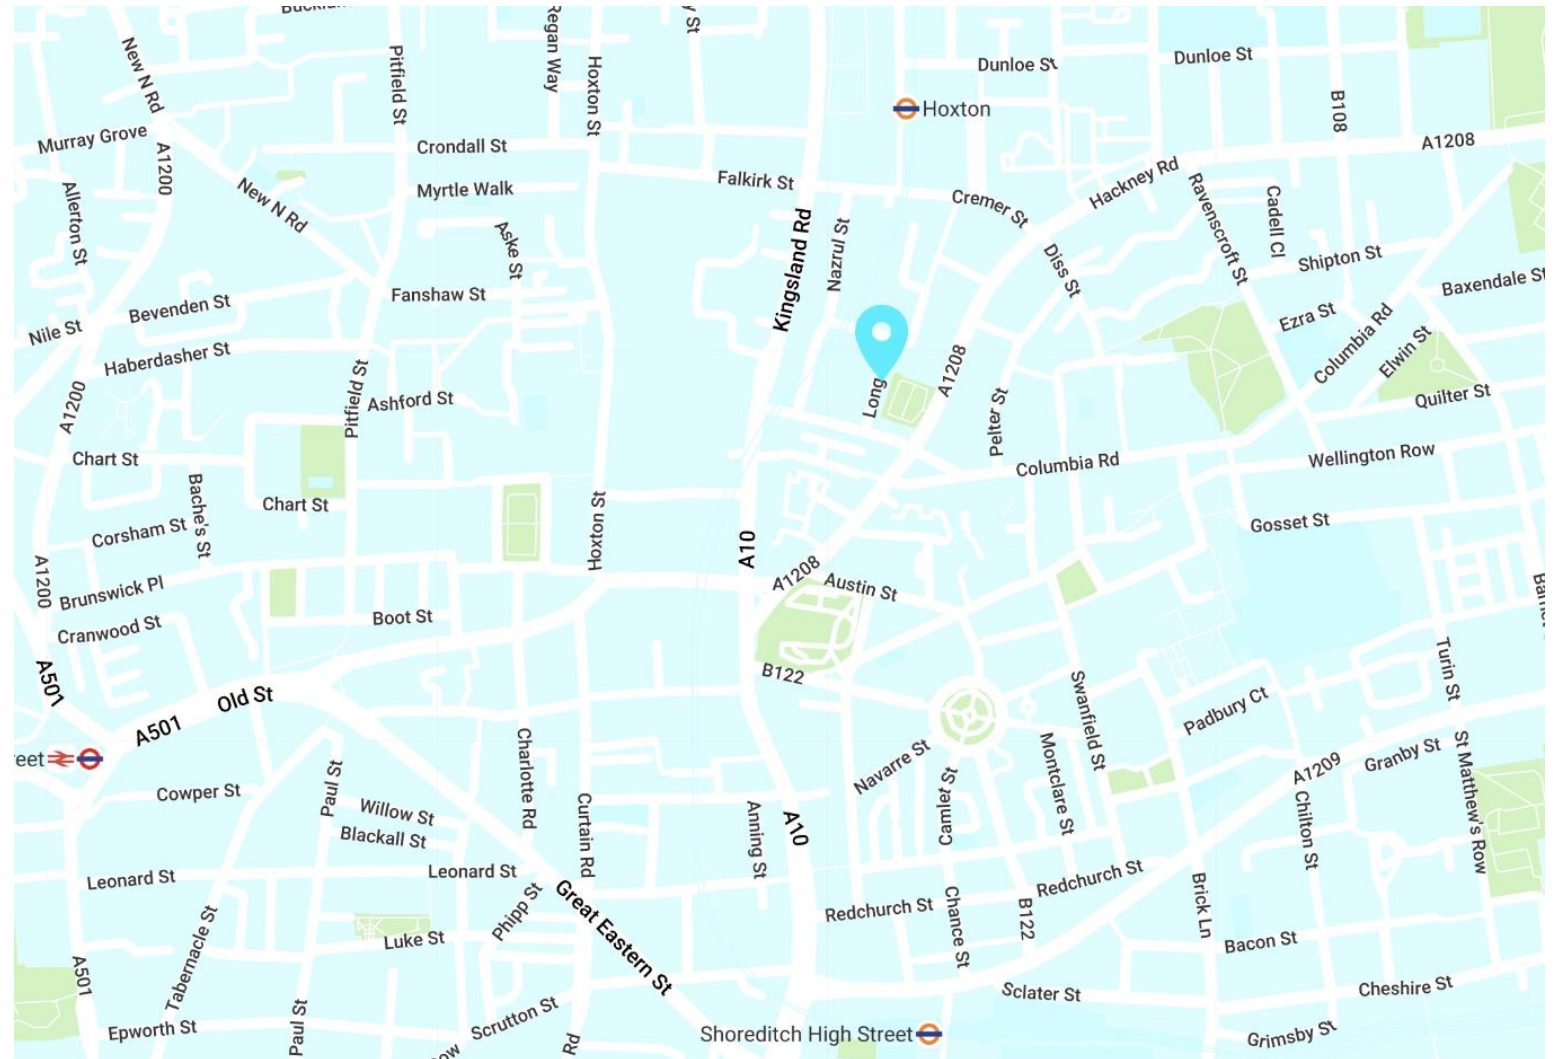 New N Rd
Pitfield St
Regan Way
Hoxton St
y St
Dunloe St
Dunloe St
B108
Hoxton
Murray Grove
A1200
Crondall St
A1208
Allerton St
New N Rd
Myrtle Walk
Falkirk St
Cremer St
Hackney Rd
Ravenscroft St
Cadell Cl
Aske St
Kingsland Rd
Nazrul St
Diss St
Shipton St
Bevenden St
Fanshaw St
Baxendale St
Nile St
Ezra St
Columbia Rd
Elwin St
Haberdasher St
A1200
Pitfield St
Ashford St
Long
A1208
Pelter St
Quilter St
Chart St
Columbia Rd
Wellington Row
Bache's St
Chart St
Hoxton St
Gosset St
Corsham St
A10
A1200
Brunswick Pl
A1208
Austin St
Cranwood St
Boot St
A501
Old St
B122
Swanfield St
Turin St
Padbury Ct
A501
reet
Charlotte Rd
Navarre St
Montclare St
St Matthew's Row
Granby St
A1209
Cowper St
Paul St
Willow St
Blackall St
Curtain Rd
Anning St
A10
Camlet St
Chilton St
Leonard St
Leonard St
Phipp St
Great Eastern St
Redchurch St
Redchurch St
Chance St
B122
Brick Ln
Tabernacle St
Luke St
Bacon St
A501
Sclater St
Cheshire St
Epworth St
Paul St
Scrutton St
Rd
Shoreditch High Street
Grimsby St
ow